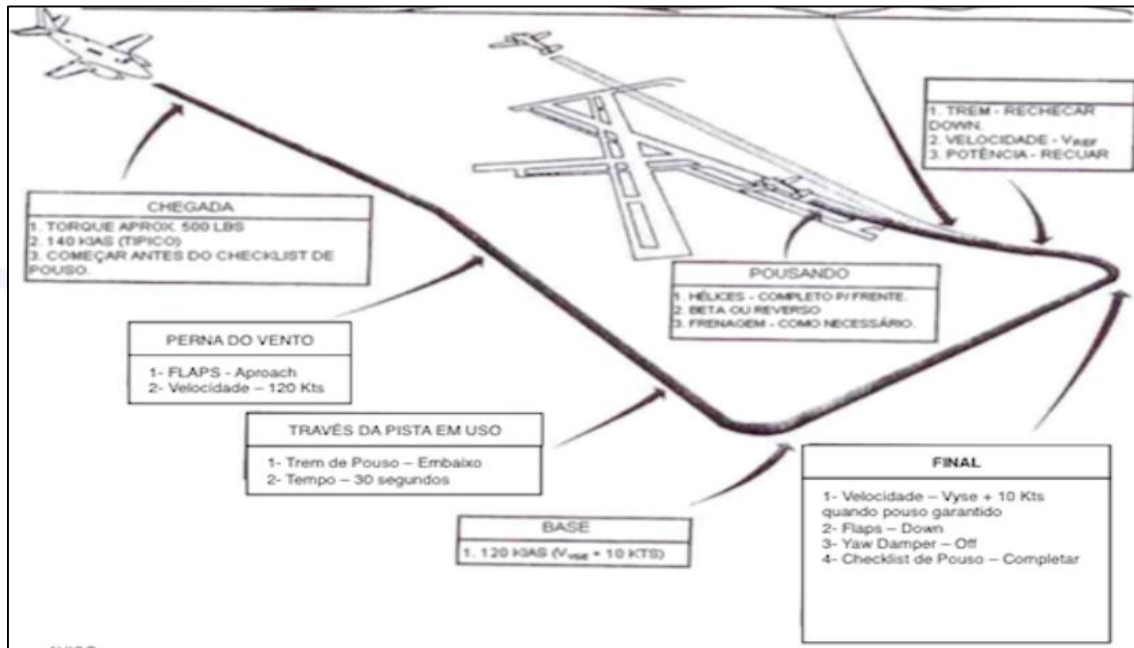 CHEGADA
1. TORQUE APROX. 500 LBS
2. 140 KIAS (TIPICO)
3. COMEÇAR ANTES DO CHECKLIST DE
POUSO.
PERNA DO VENTO
1- FLAPS - Aproach
2- Velocidade – 120 Kts
TRAVÉS DA PISTA EM USO
1- Trem de Pouso – Embaixo
2- Tempo – 30 segundos
BASE
1. 120 KIAS (VYSE + 10 KTS)
FINAL
1- Velocidade – Vyse + 10 Kts
quando pouso garantido
2- Flaps – Down
3- Yaw Damper – Off
4- Checklist de Pouso – Completar
1. TREM - RECHECAR
DOWN.
2. VELOCIDADE - VREF
3. POTÊNCIA - RECUAR
POUSANDO
1. HÉLICES - COMPLETO P/ FRENTE.
2. BETA OU REVERSO
3. FRENAGEM - COMO NECESSÁRIO.